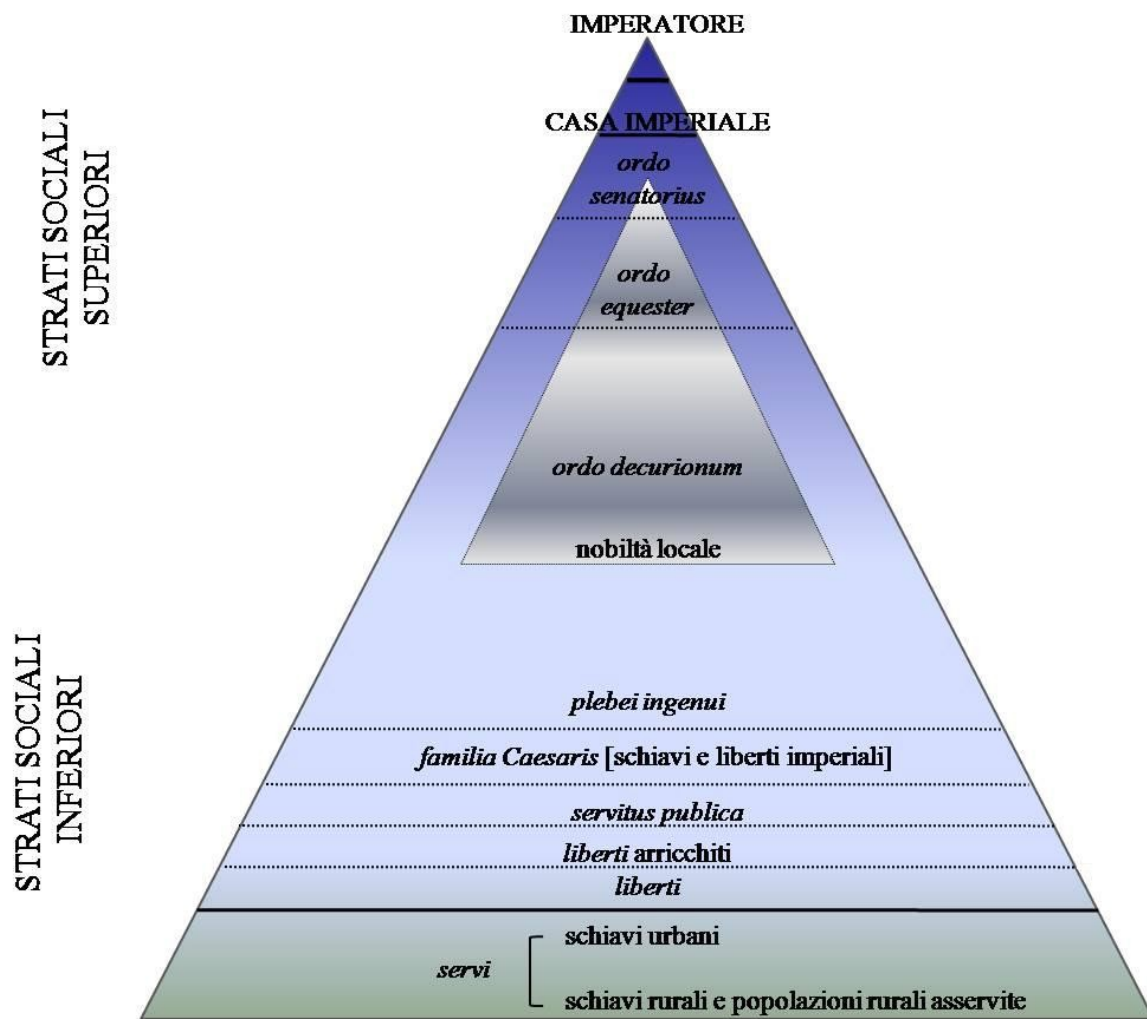 IMPERATORE
CASA IMPERIALE
STRATI SOCIALI
SUPERIORI
ordo
senatorius
ordo
equester
ordo decurionum
nobiltà locale
STRATI SOCIALI
INFERIORI
plebei ingenui
familia Caesaris [schiavi e liberti imperiali]
servitus publica
liberti arricchiti
liberti
schiavi urbani
servi
schiavi rurali e popolazioni rurali asservite